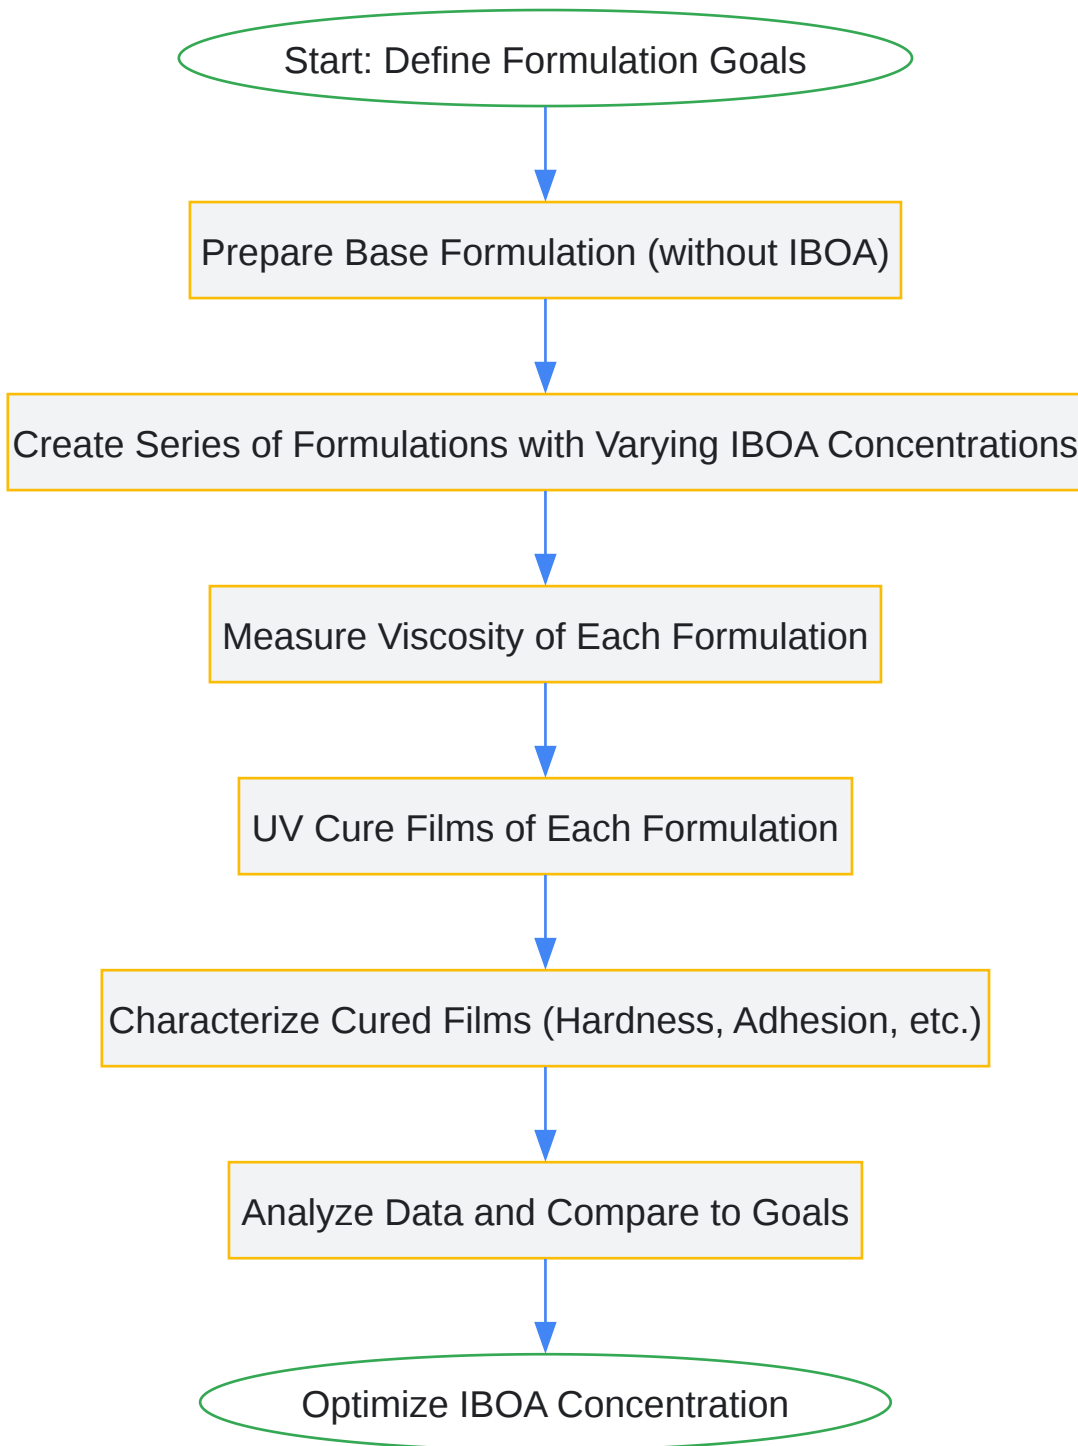 Start: Define Formulation Goals
Prepare Base Formulation (without IBOA)
Create Series of Formulations with Varying IBOA Concentrations
Measure Viscosity of Each Formulation
UV Cure Films of Each Formulation
Characterize Cured Films (Hardness, Adhesion, etc.)
Analyze Data and Compare to Goals
Optimize IBOA Concentration